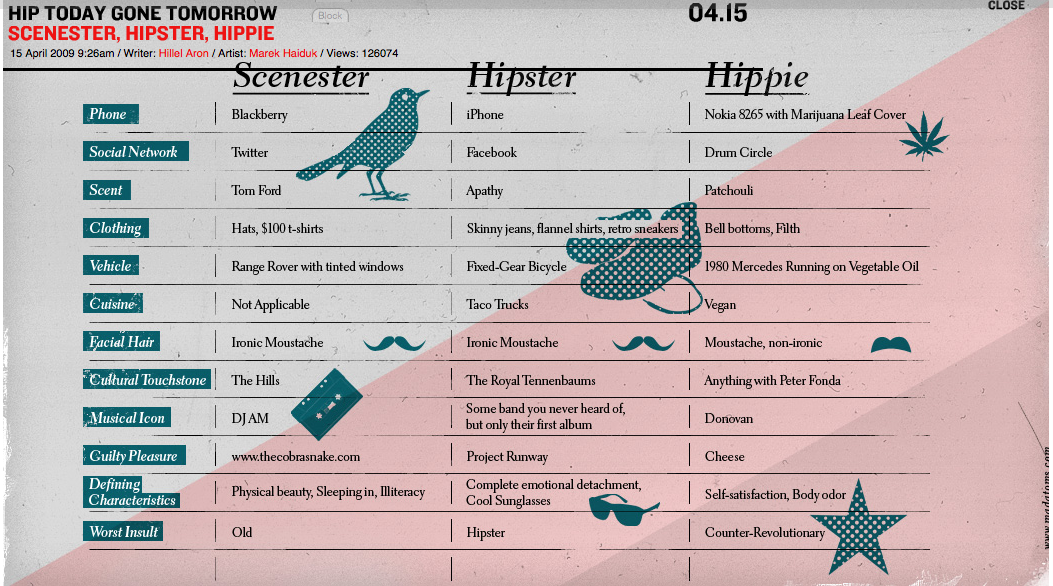 HIP TODAY GONE TOMORROW
Block
04.15
CLOSE
SCENESTER, HIPSTER, HIPPIE
15 April 2009 9:26am / Writer: Hillel Aron / Artist: Marek Haiduk / Views: 126074
Scenester Hipster Hippie
Phone Blackberry iPhone Nokia 8265 with Marijuana Leaf Cover
Social Network Twitter Facebook Drum Circle
Scent Tom Ford Apathy Patchouli
Clothing Hats, $100 t-shirts Skinny jeans, flannel shirts, retro sneakers Bell bottoms, Filth
Vehicle Range Rover with tinted windows Fixed-Gear Bicycle 1980 Mercedes Running on Vegetable Oil
Cuisine Not Applicable Taco Trucks Vegan
Facial Hair Ironic Moustache Ironic Moustache Moustache, non-ironic
Cultural Touchstone The Hills The Royal Tennenbaums Anything with Peter Fonda
Musical Icon DJ AM Some band you never heard of,
but only their first album Donovan
Guilty Pleasure www.thecobrasnake.com Project Runway Cheese
Defining
Characteristics Physical beauty, Sleeping in, Illiteracy Complete emotional detachment,
Cool Sunglasses Self-satisfaction, Body odor
Worst Insult Old Hipster Counter-Revolutionary
www.madatoms.com